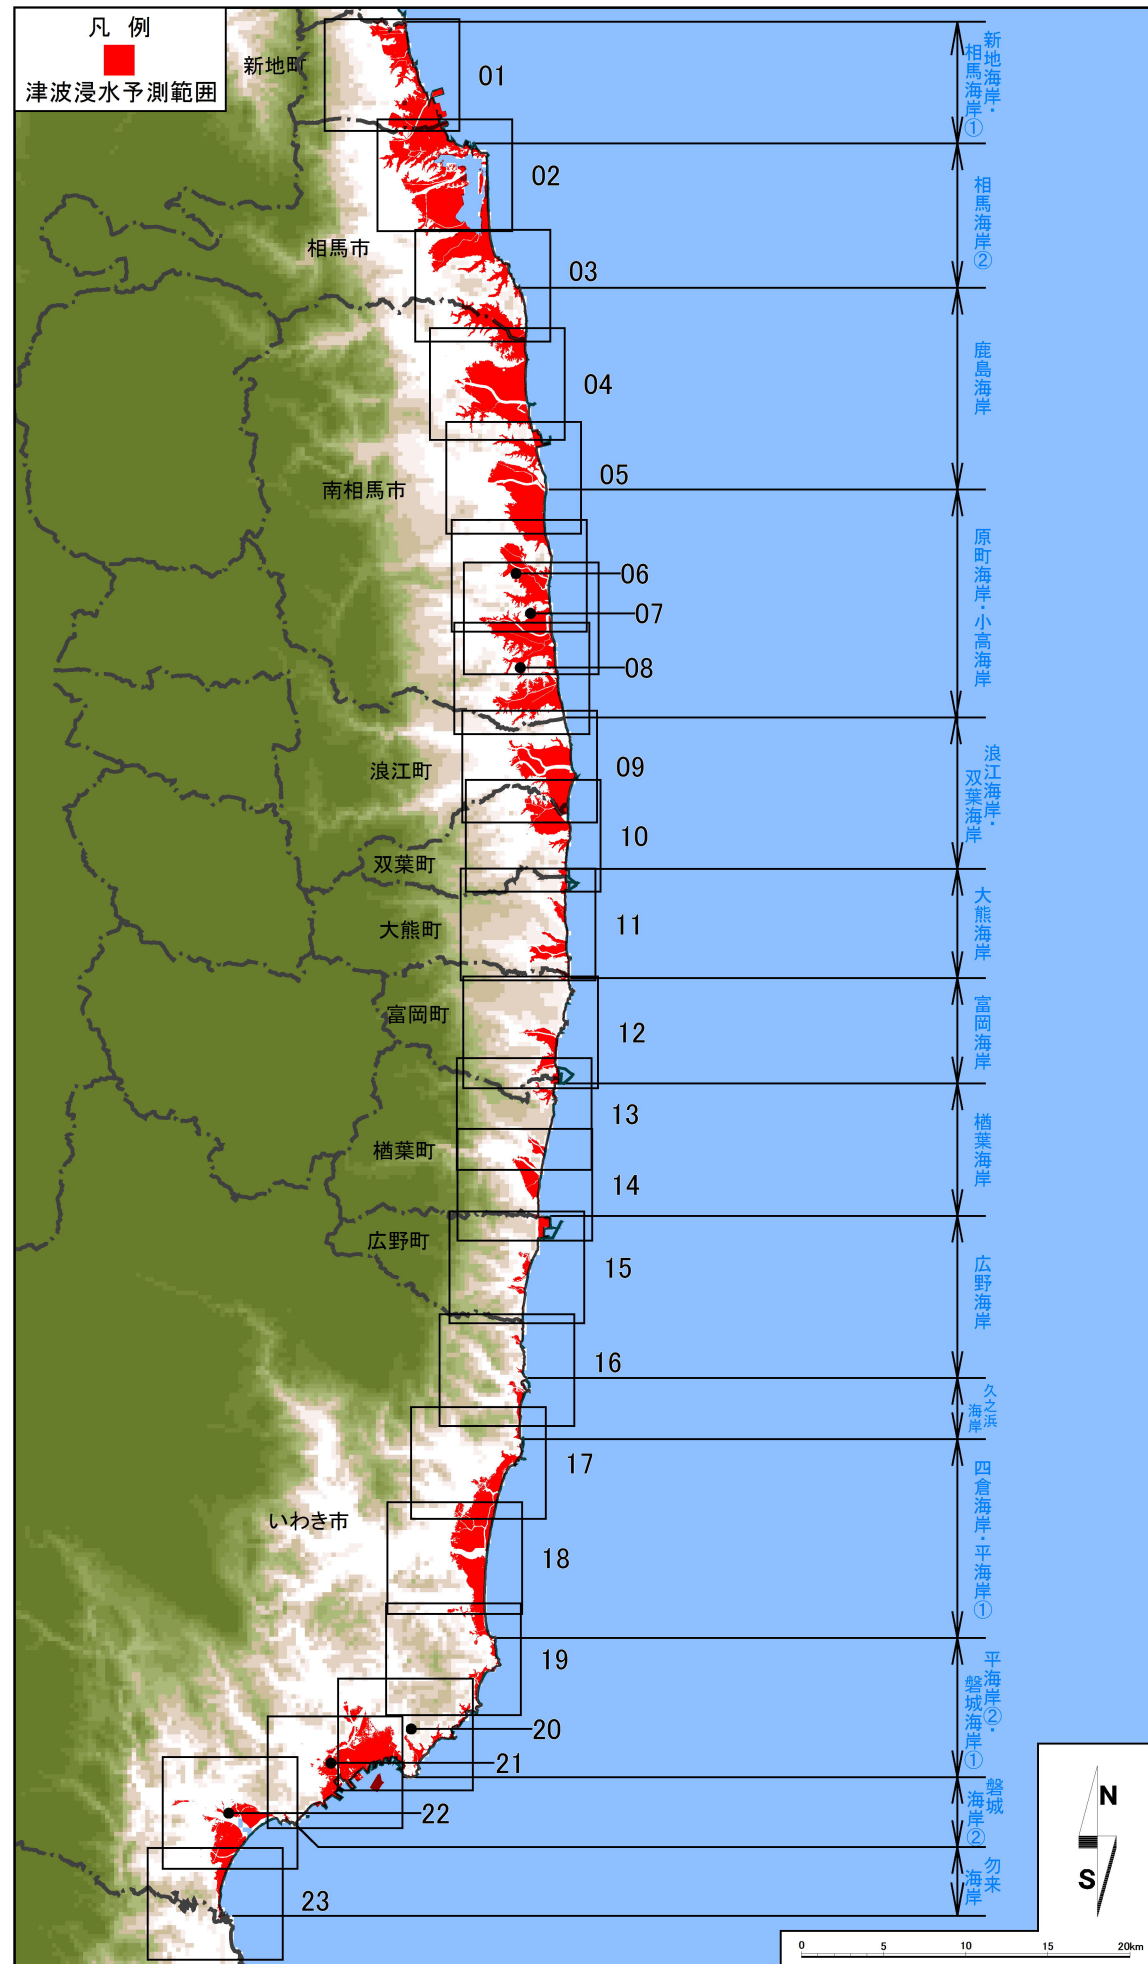 凡 例
津波浸水予測範囲
新地町
相馬市
南相馬市
浪江町
双葉町
大熊町
富岡町
楢葉町
広野町
いわき市
01
02
03
04
05
06
07
08
09
10
11
12
13
14
15
16
17
18
19
20
21
22
23
新地海岸・
相馬海岸①
相馬海岸②
鹿島海岸
原町海岸・小高海岸
浪江海岸・
双葉海岸
大熊海岸
富岡海岸
楢葉海岸
広野海岸
久之浜
海岸
四倉海岸・平海岸①
平海岸②・
磐城海岸①
磐城
海岸②
勿来
海岸
N
S
0 5 10 15 20km